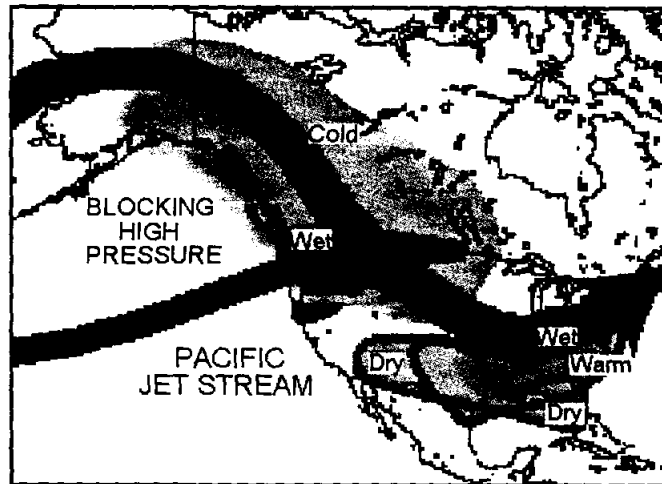 Cold
BLOCKING
HIGH
PRESSURE
Wet
PACIFIC
JET STREAM
Dry
Wet
Warm
Dry